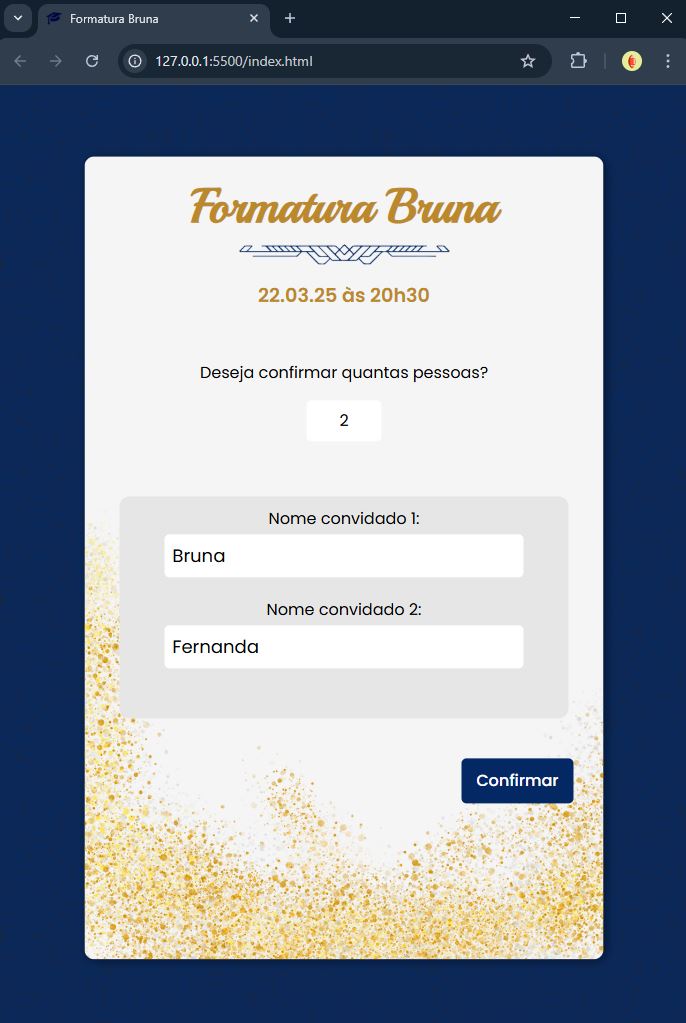 Formatura Bruna
127.0.0.1:5500/index.html
Formatura Bruna
22.03.25 às 20h30
Deseja confirmar quantas pessoas?
2
Nome convidado 1:
Bruna
Nome convidado 2:
Fernanda
Confirmar